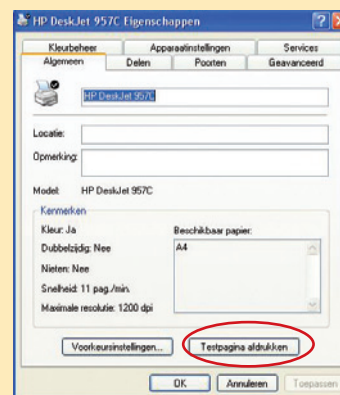 HP DeskJet 957C Eigenschappen
Kleurbeheer Apparaatinstellingen Services
Algemeen Delen Poorten Geavanceerd
HP DeskJet 957C
Locatie:
Opmerking:
Model: HP DeskJet 957C
Kenmerken
Kleur: Ja Beschikbaar papier:
Dubbelzijdig: Nee A4
Nieten: Nee
Snelheid: 11 pag./min.
Maximale resolutie: 1200 dpi
Voorkeursinstellingen... Testpagina afdrukken
OK Annuleren Toepassen